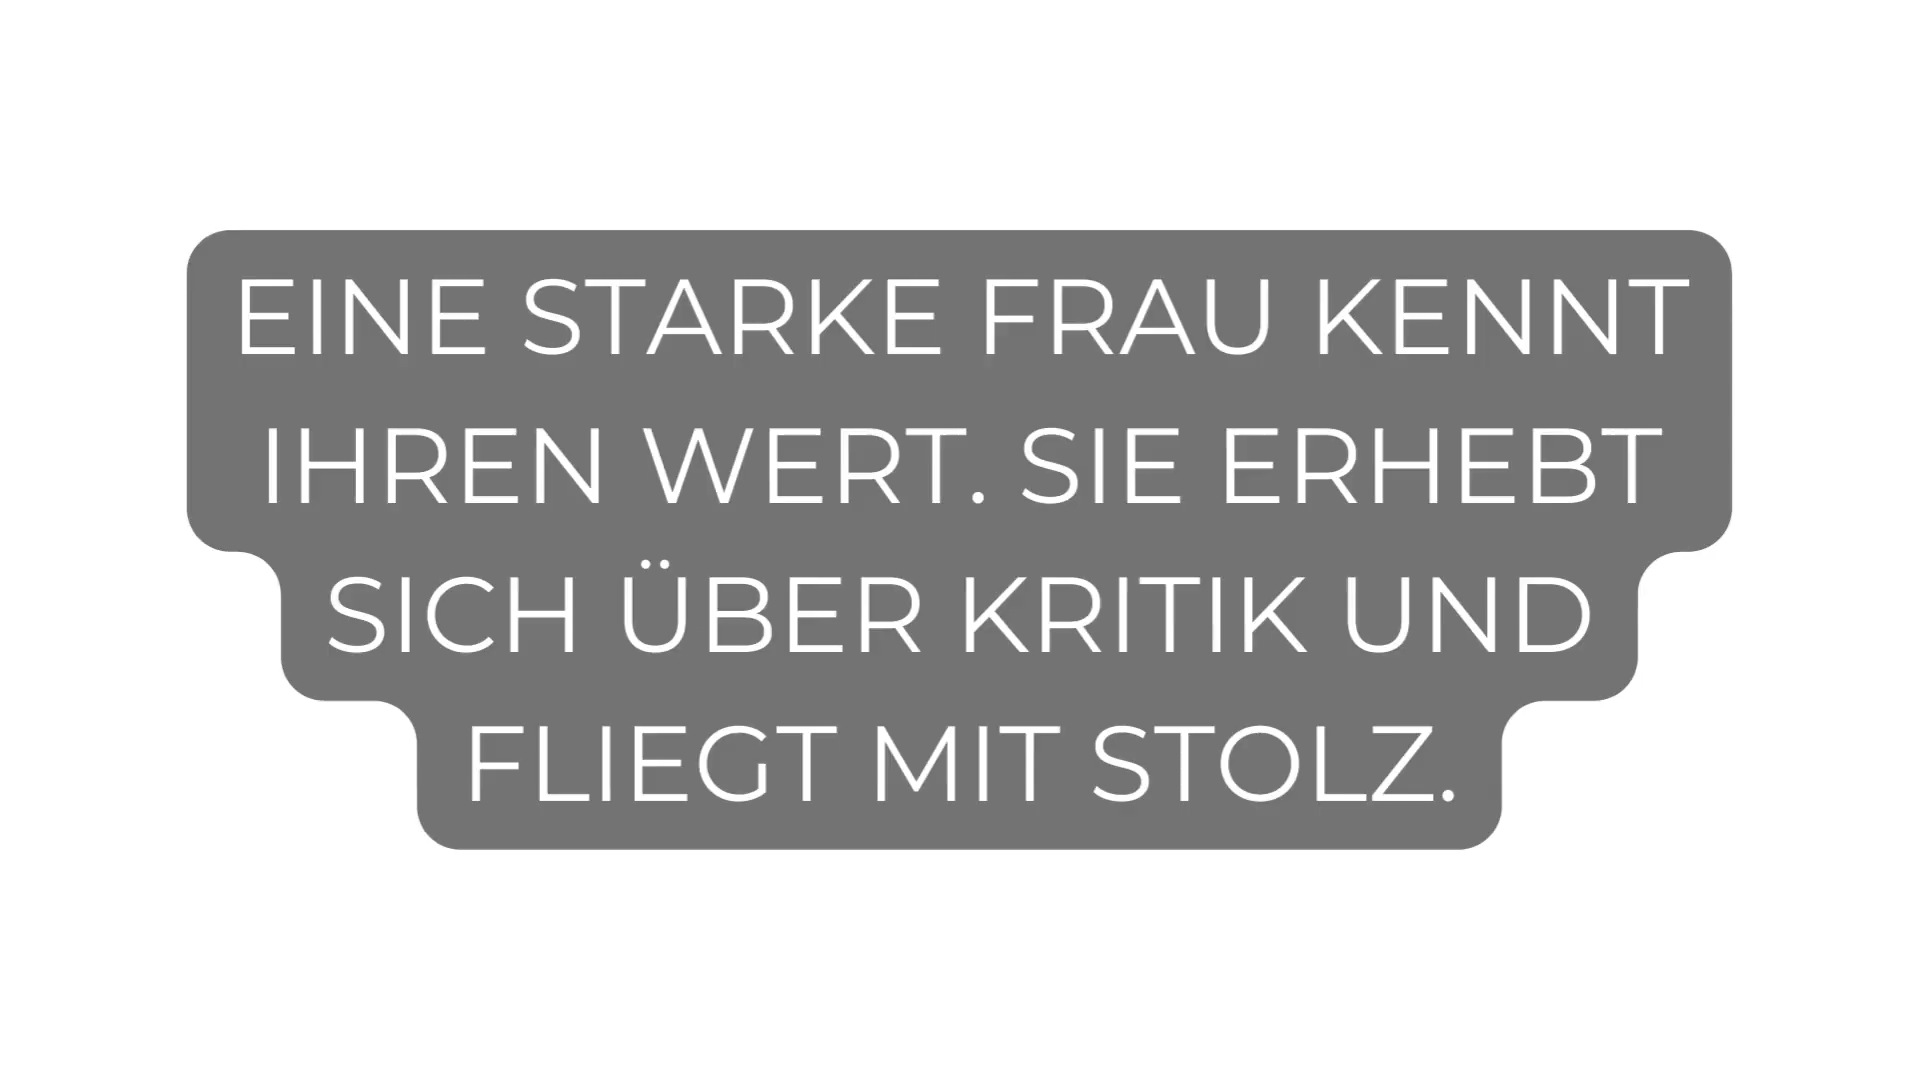 EINE STARKE FRAU KENNT
IHREN WERT. SIE ERHEBT
SICH ÜBER KRITIK UND
FLIEGT MIT STOLZ.